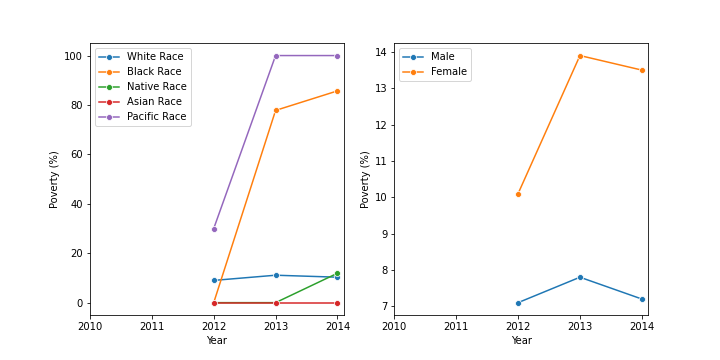 White Race
Black Race
Native Race
Asian Race
Pacific Race
100
80
60
40
20
0
Poverty (%)
2010 2011 2012 2013 2014
Year
Male
Female
14
13
12
11
10
9
8
7
Poverty (%)
2010 2011 2012 2013 2014
Year